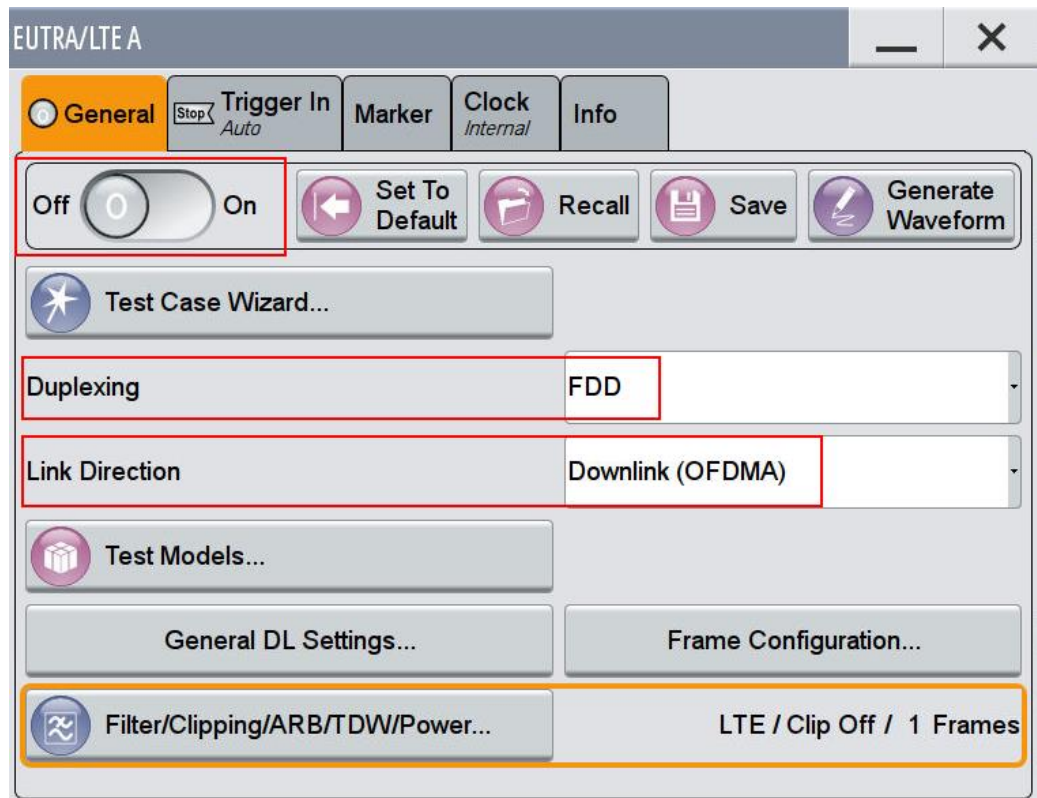 EUTRA/LTE A
General
Stop Trigger In
Auto
Marker
Clock
Internal
Info
Off 0 On
Set To
Default
Recall
Save
Generate
Waveform
Test Case Wizard...
Duplexing FDD
Link Direction Downlink (OFDMA)
Test Models...
General DL Settings... Frame Configuration...
Filter/Clipping/ARB/TDW/Power... LTE / Clip Off / 1 Frames